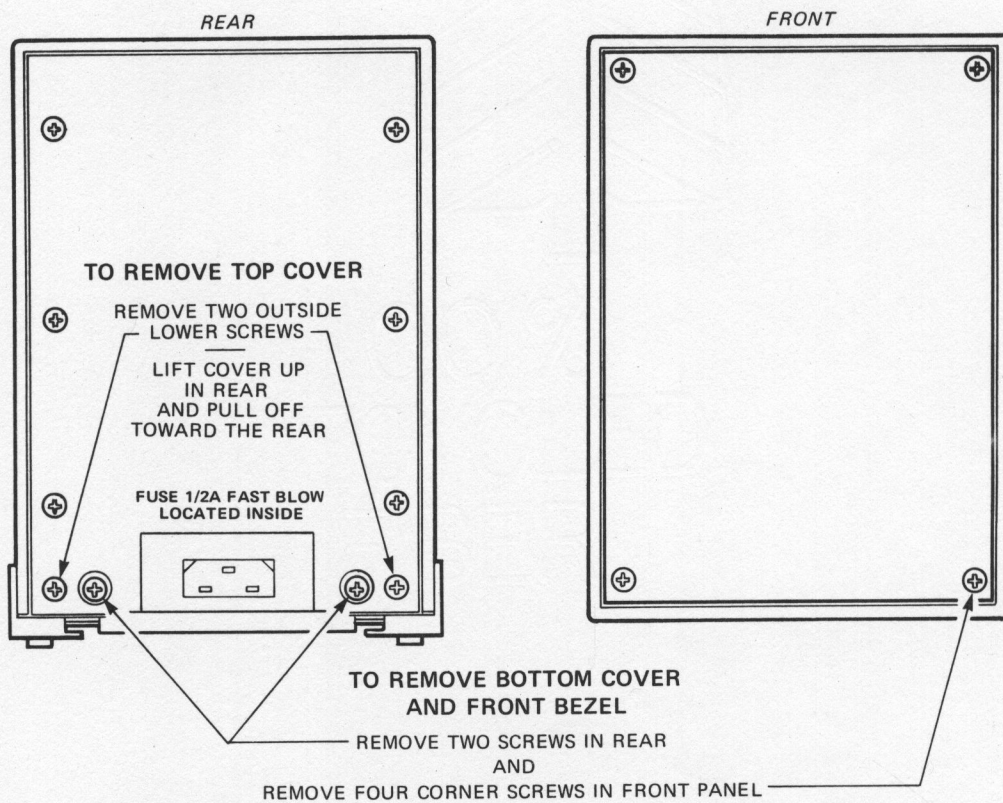 REAR
FRONT
TO REMOVE TOP COVER
REMOVE TWO OUTSIDE
LOWER SCREWS
LIFT COVER UP
IN REAR
AND PULL OFF
TOWARD THE REAR
FUSE 1/2A FAST BLOW
LOCATED INSIDE
TO REMOVE BOTTOM COVER
AND FRONT BEZEL
REMOVE TWO SCREWS IN REAR
AND
REMOVE FOUR CORNER SCREWS IN FRONT PANEL